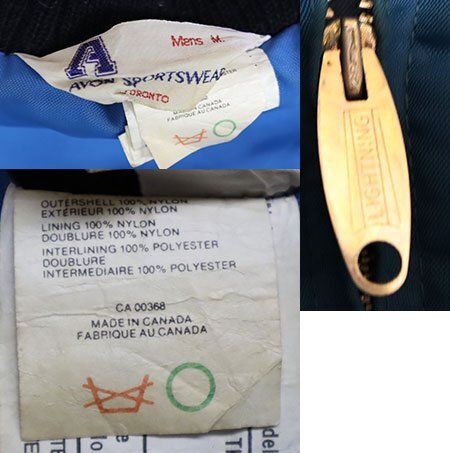 A
Mens M.
AVON SPORTSWEAR
TORONTO
MADE IN CANADA
FABRIQUE AU CANADA
LIGHTNING
OUTERSHELL 100% NYLON
EXTÉRIEUR 100% NYLON
LINING 100% NYLON
DOUBLURE 100% NYLON
INTERLINING 100% POLYESTER
DOUBLURE
INTERMEDIAIRE 100% POLYESTER
CA 00368
MADE IN CANADA
FABRIQUE AU CANADA